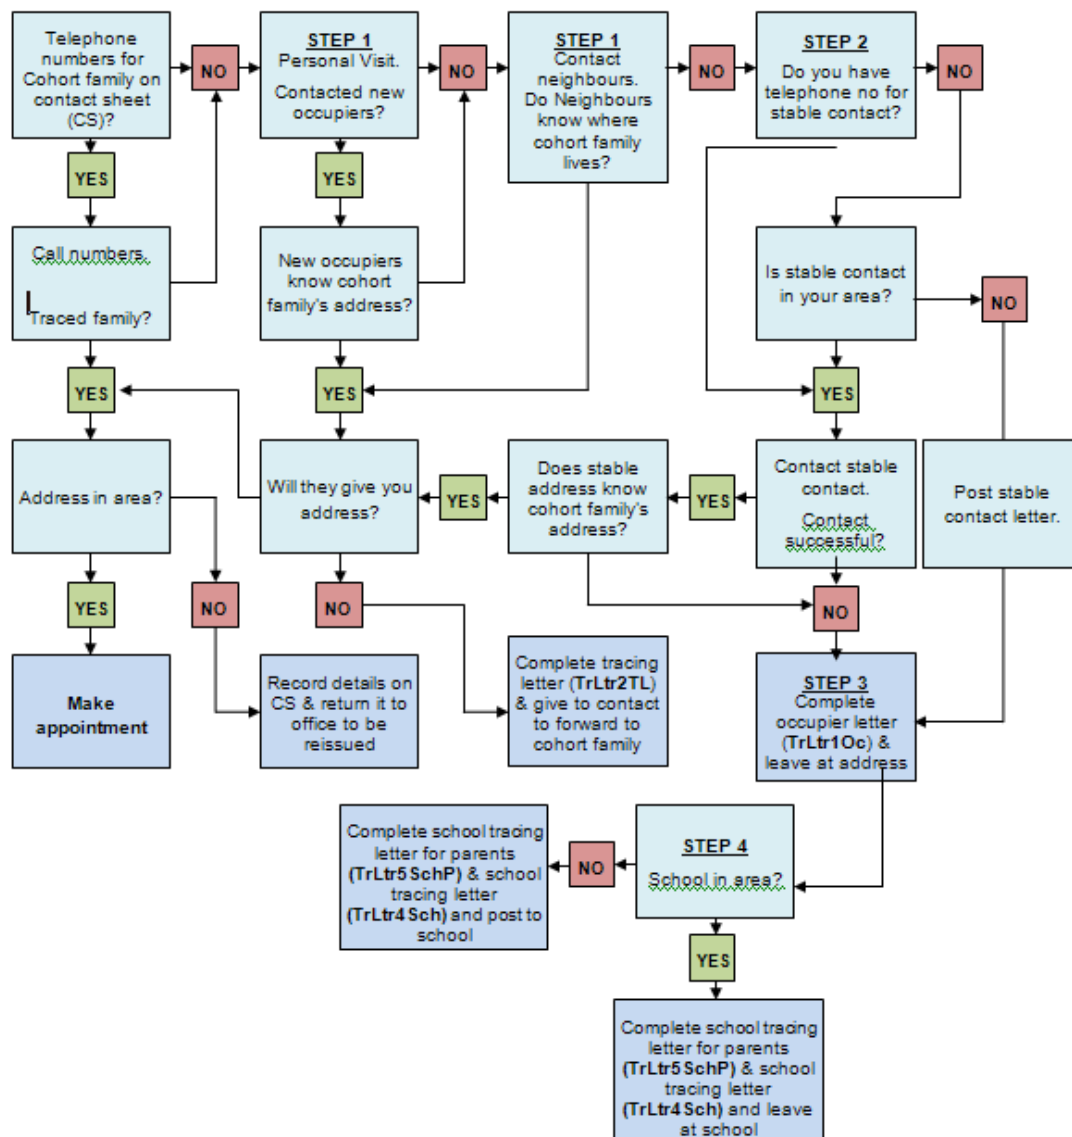 Telephone
numbers for
Cohort family on
contact sheet
(CS)?
NO
STEP 1
Personal Visit.
Contacted new
occupiers?
NO
STEP 1
Contact
neighbours.
Do Neighbours
know where
cohort family
lives?
NO
STEP 2
Do you have
telephone no for
stable contact?
NO
YES
YES
Call numbers.
Traced family?
New occupiers
know cohort
family's address?
Is stable contact
in your area?
NO
YES
YES
YES
Address in area?
Will they give you
address?
YES
Does stable
address know
cohort family's
address?
YES
Contact stable
contact.
Contact
successful?
Post stable
contact letter.
YES
NO
NO
NO
Make
appointment
Record details on
CS & return it to
office to be
reissued
Complete tracing
letter (TrLtr2TL)
& give to contact
to forward to
cohort family
STEP 3
Complete
occupier letter
(TrLtr1Oc) &
leave at address
Complete school tracing
letter for parents
(TrLtr5SchP) & school
tracing letter
(TrLtr4Sch) and post to
school
NO
STEP 4
School in area?
YES
Complete school tracing
letter for parents
(TrLtr5SchP) & school
tracing letter
(TrLtr4Sch) and leave
at school